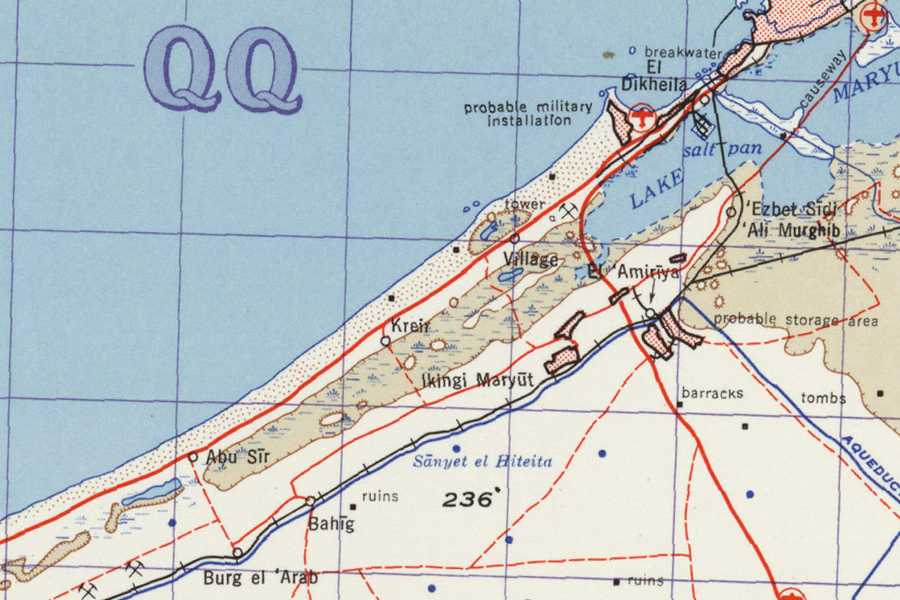 QQ
breakwater
El
Dikheila
causeway
MARYU
probable military
installation
salt pan
LAKE
tower
'Ezbet Sīdi
'Ali Murghib
Village
El 'Amirīya
probable storage area
Kreir
Ikingi Maryūt
barracks
tombs
AQUEDUC
Abu Sīr
Sānyet el Hiteita
236
ruins
Bahīg
Burg el 'Arab
ruins